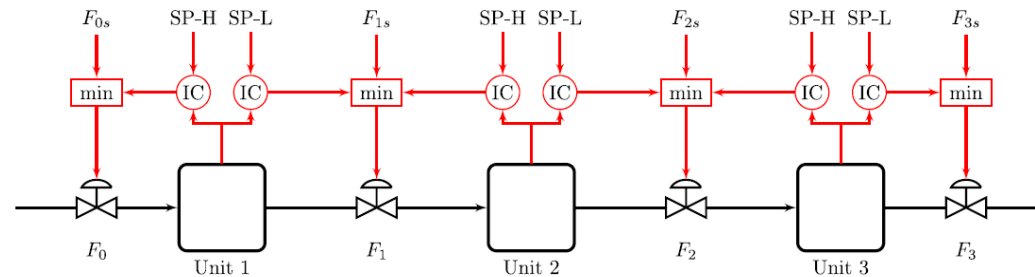 F0s SP-H SP-L F1s SP-H SP-L F2s SP-H SP-L F3s
min IC IC min IC IC min IC IC min
F0 F1 F2 F3
Unit 1 Unit 2 Unit 3